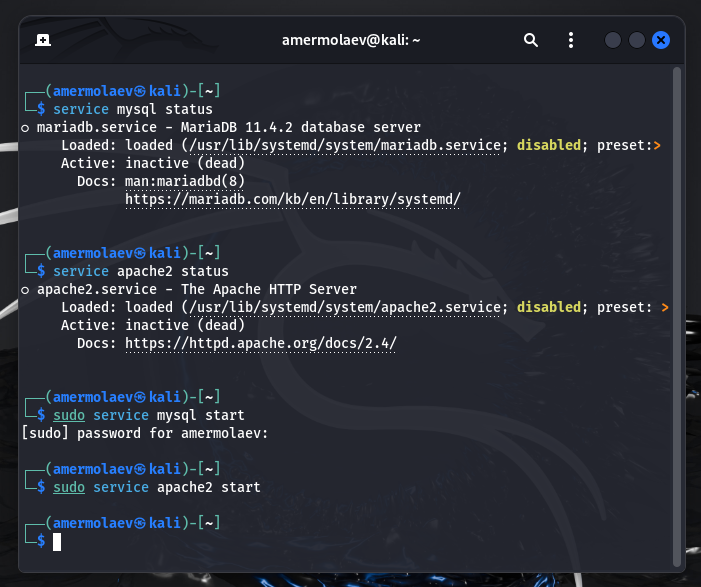 amermolaev@kali: ~
┌──(amermolaev㉿kali)-[~]
└─$ service mysql status
○ mariadb.service - MariaDB 11.4.2 database server
     Loaded: loaded (/usr/lib/systemd/system/mariadb.service; disabled; preset:>
     Active: inactive (dead)
       Docs: man:mariadbd(8)
             https://mariadb.com/kb/en/library/systemd/
┌──(amermolaev㉿kali)-[~]
└─$ service apache2 status
○ apache2.service - The Apache HTTP Server
     Loaded: loaded (/usr/lib/systemd/system/apache2.service; disabled; preset: >
     Active: inactive (dead)
       Docs: https://httpd.apache.org/docs/2.4/
┌──(amermolaev㉿kali)-[~]
└─$ sudo service mysql start
[sudo] password for amermolaev:
┌──(amermolaev㉿kali)-[~]
└─$ sudo service apache2 start
┌──(amermolaev㉿kali)-[~]
└─$